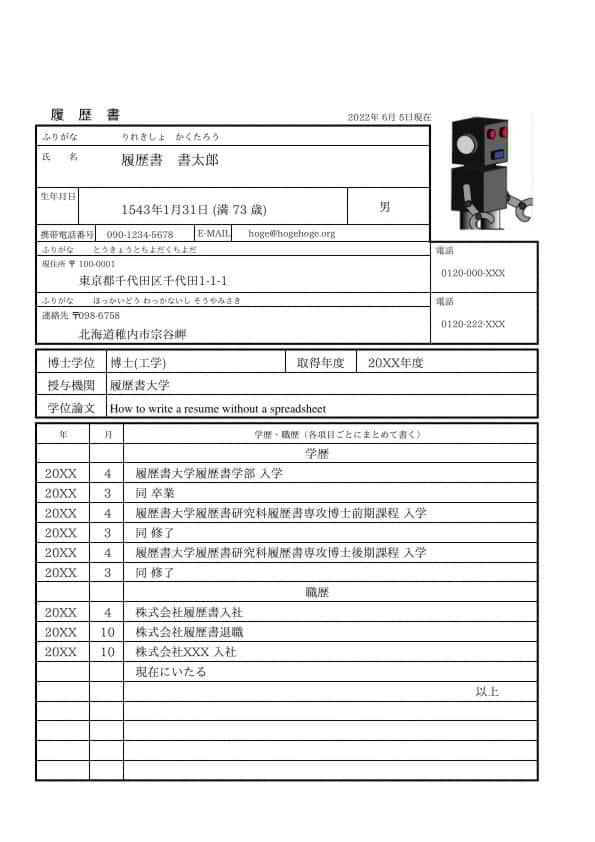 履 歴 書
2022年 6月 5日現在
ふりがな りれきしょ かくたろう
氏 名 履歴書 書太郎
生年月日 1543年1月31日 (満 73 歳) 男
携帯電話番号 090-1234-5678 E-MAIL hoge@hogehoge.org
ふりがな とうきょうとちよだくちよだ
現住所 〒 100-0001
東京都千代田区千代田1-1-1
電話
0120-000-XXX
ふりがな ほっかいどう わっかないし そうやみさき
連絡先 〒098-6758
北海道稚内市宗谷岬
電話
0120-222-XXX
博士学位 博士(工学) 取得年度 20XX年度
授与機関 履歴書大学
学位論文 How to write a resume without a spreadsheet
年 月 学歴・職歴（各項目ごとにまとめて書く）
学歴
20XX 4 履歴書大学履歴書学部 入学
20XX 3 同 卒業
20XX 4 履歴書大学履歴書研究科履歴書専攻博士前期課程 入学
20XX 3 同 修了
20XX 4 履歴書大学履歴書研究科履歴書専攻博士後期課程 入学
20XX 3 同 修了
職歴
20XX 4 株式会社履歴書入社
20XX 10 株式会社履歴書退職
20XX 10 株式会社XXX 入社
現在にいたる
以上